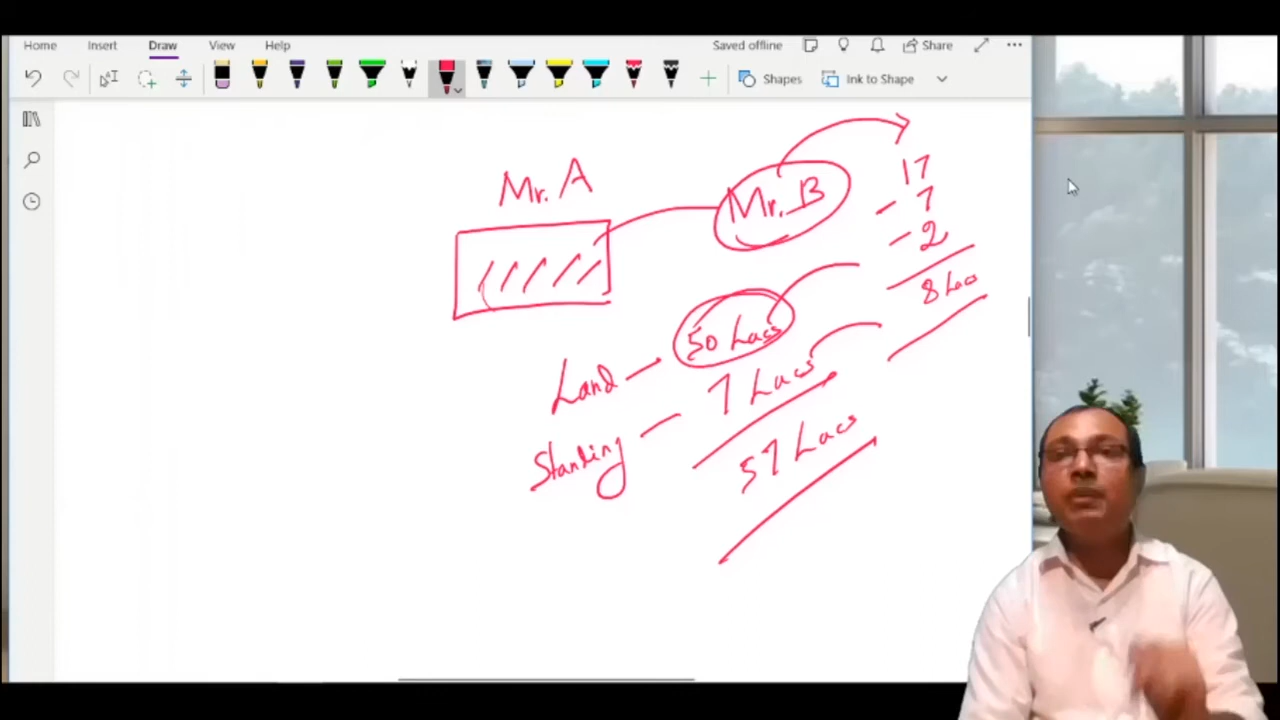 Home Insert Draw View Help Saved offline Share
Shapes Ink to Shape
Mr. A
Mr. B
17
- 7
- 2
8 Lacs
Land - 50 Lacs
Standing - 7 Lacs
57 Lacs